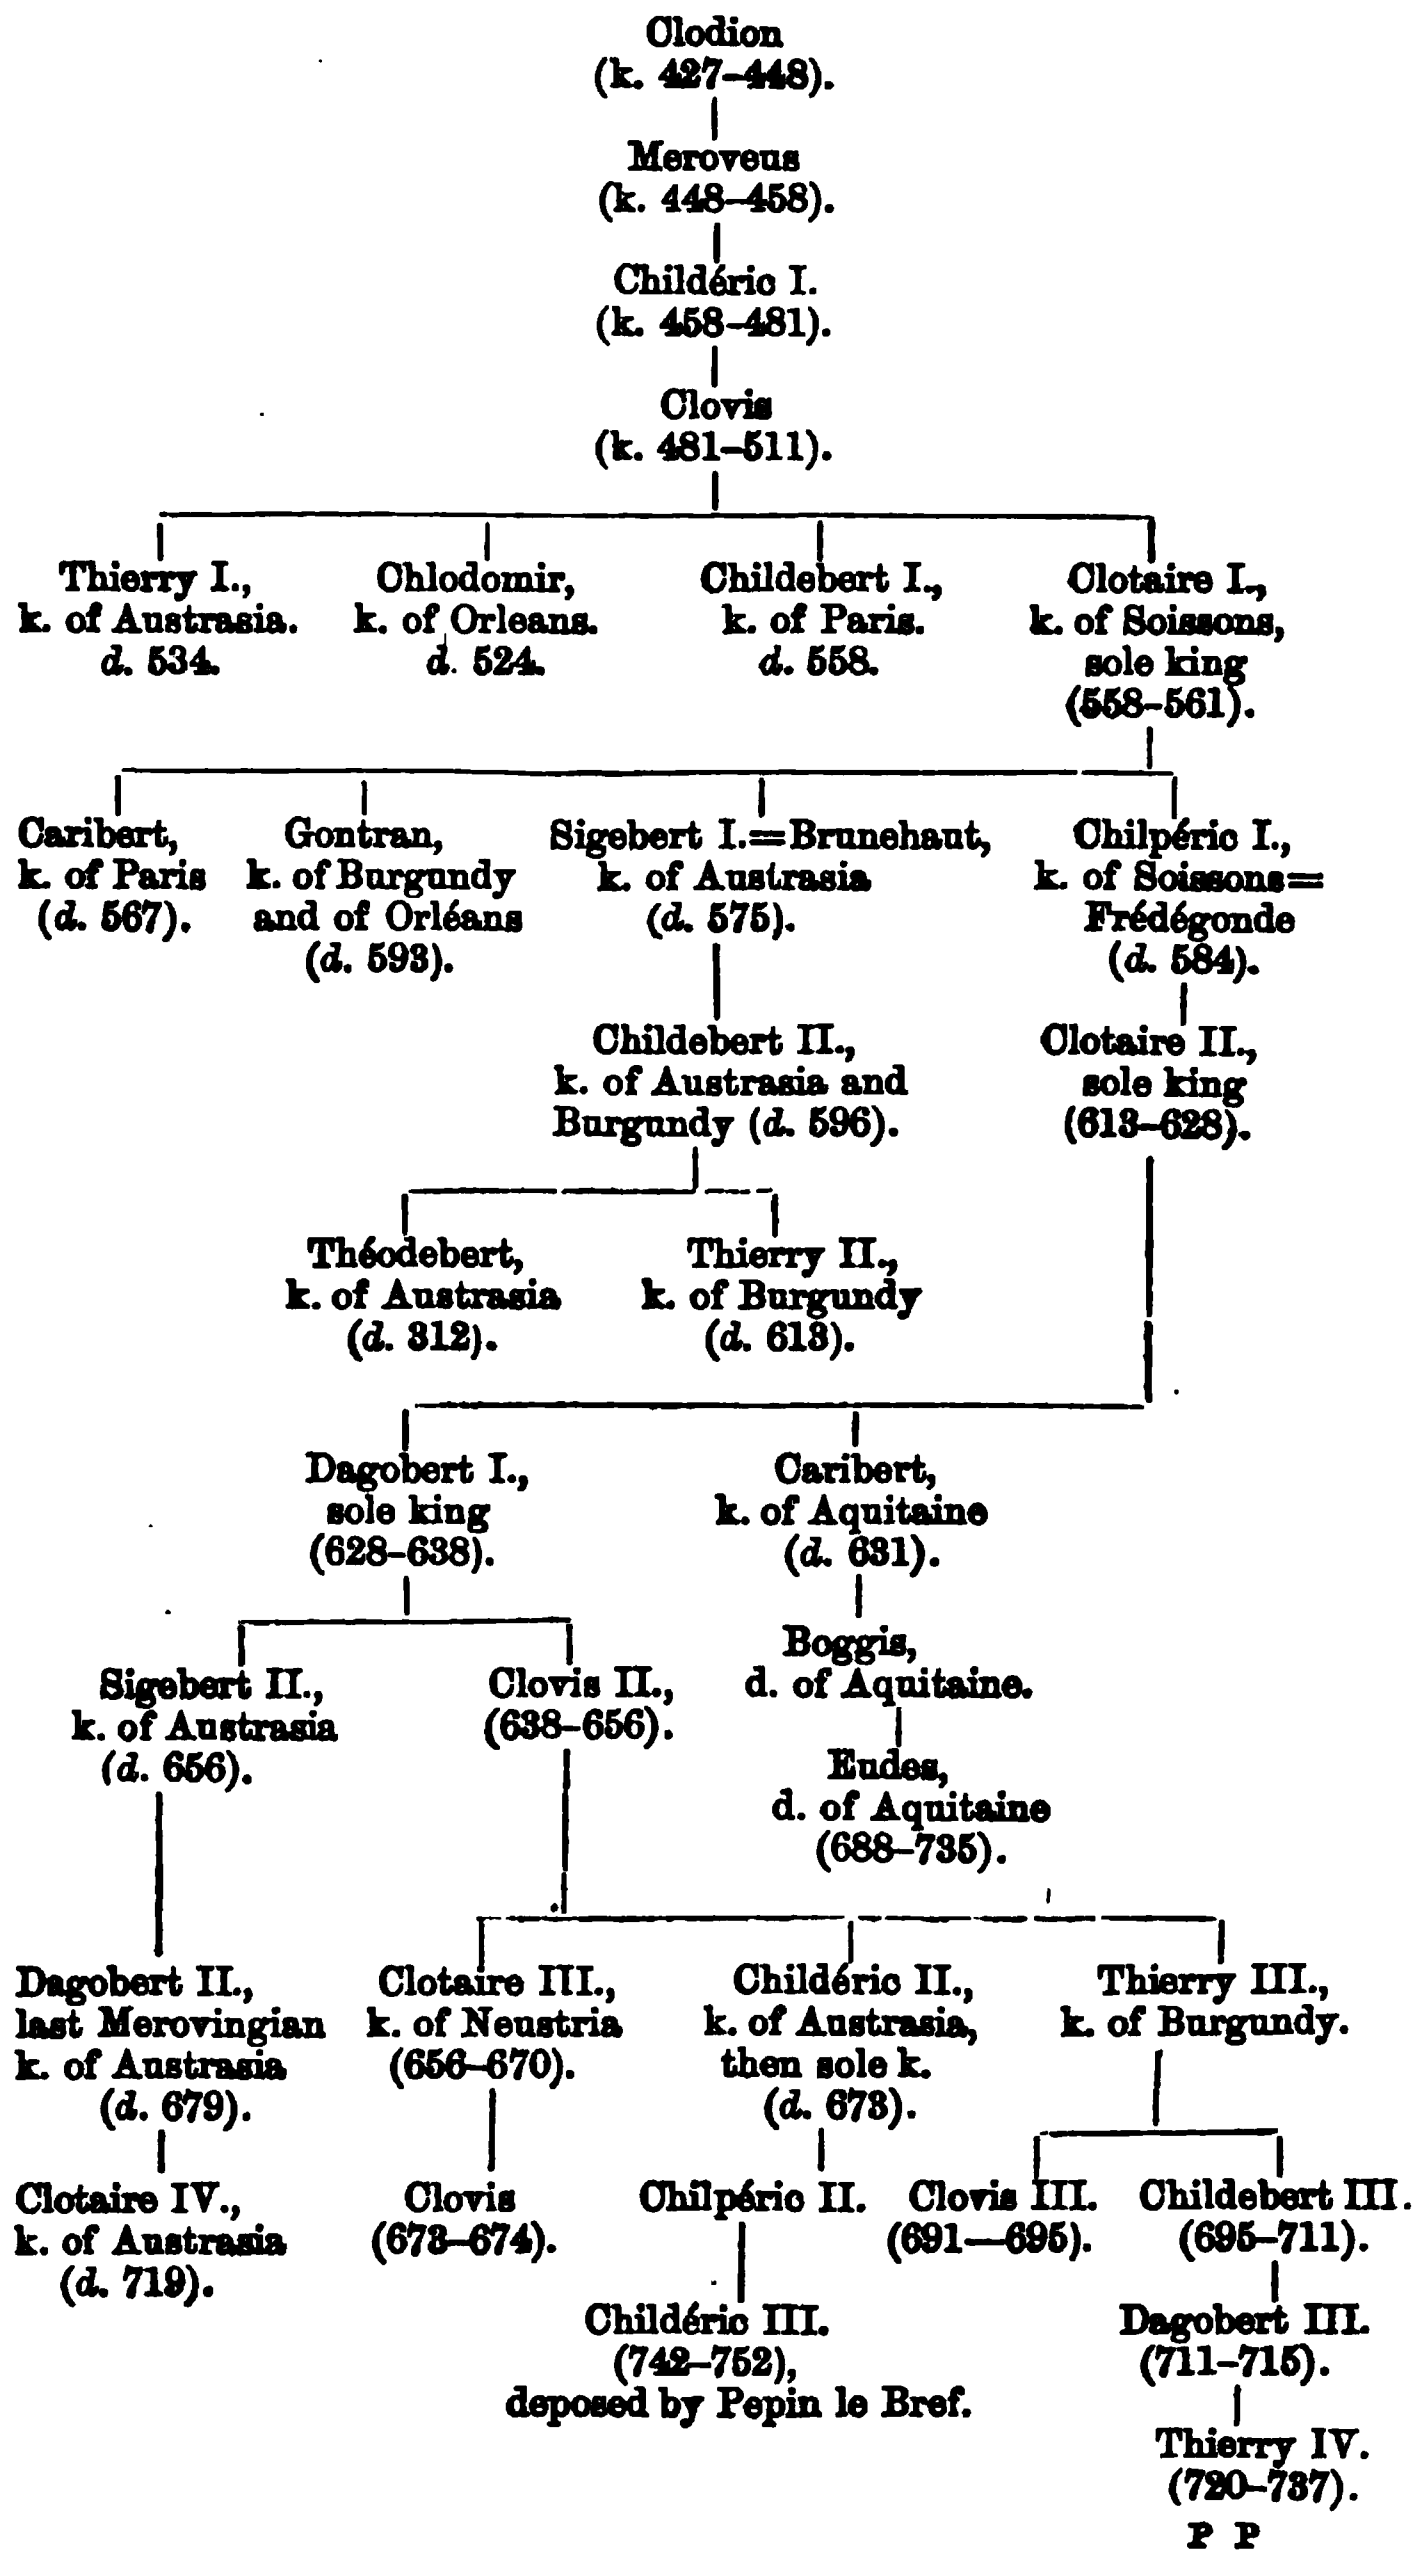 Clodion
(k. 427–448).
Meroveus
(k. 448–458).
Childéric I.
(k. 458–481).
Clovis
(k. 481–511).
Thierry I.,
k. of Austrasia.
d. 534.
Chlodomir,
k. of Orleans.
d. 524.
Childebert I.,
k. of Paris.
d. 558.
Clotaire I.,
k. of Soissons,
sole king
(558–561).
Caribert,
k. of Paris
(d. 567).
Gontran,
k. of Burgundy
and of Orléans
(d. 593).
Sigebert I.=Brunehaut,
k. of Austrasia
(d. 575).
Chilpéric I.,
k. of Soissons=
Frédégonde
(d. 584).
Childebert II.,
k. of Austrasia and
Burgundy (d. 596).
Clotaire II.,
sole king
(613–628).
Théodebert,
k. of Austrasia
(d. 312).
Thierry II.,
k. of Burgundy
(d. 613).
Dagobert I.,
sole king
(628–638).
Caribert,
k. of Aquitaine
(d. 631).
Boggis,
d. of Aquitaine.
Eudes,
d. of Aquitaine
(688–735).
Sigebert II.,
k. of Austrasia
(d. 656).
Clovis II.,
(638–656).
Dagobert II.,
last Merovingian
k. of Austrasia
(d. 679).
Clotaire III.,
k. of Neustria
(656–670).
Childéric II.,
k. of Austrasia,
then sole k.
(d. 673).
Thierry III.,
k. of Burgundy.
Clotaire IV.,
k. of Austrasia
(d. 719).
Clovis
(673–674).
Chilpéric II.
Clovis III.
(691—695).
Childebert III.
(695–711).
Childéric III.
(742–752),
deposed by Pepin le Bref.
Dagobert III.
(711–715).
Thierry IV.
(720–737).
P P